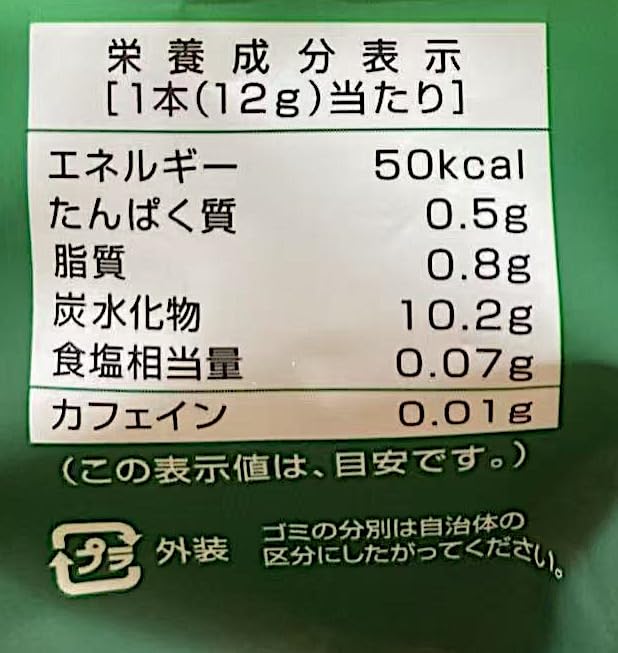 栄養成分表示
[1本(12g)当たり]
エネルギー 50kcal
たんぱく質 0.5g
脂質 0.8g
炭水化物 10.2g
食塩相当量 0.07g
カフェイン 0.01g
(この表示値は、目安です。)
プラ 外装 ゴミの分別は自治体の
区分にしたがってください。